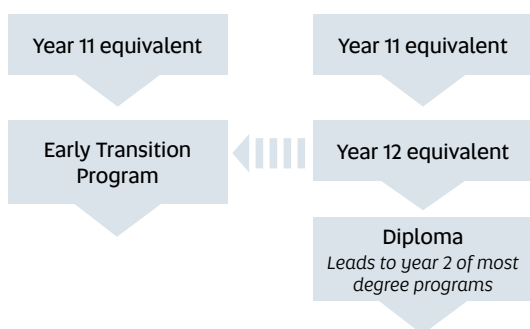 Year 11 equivalent
Year 11 equivalent
Early Transition
Program
Year 12 equivalent
Diploma
Leads to year 2 of most
degree programs